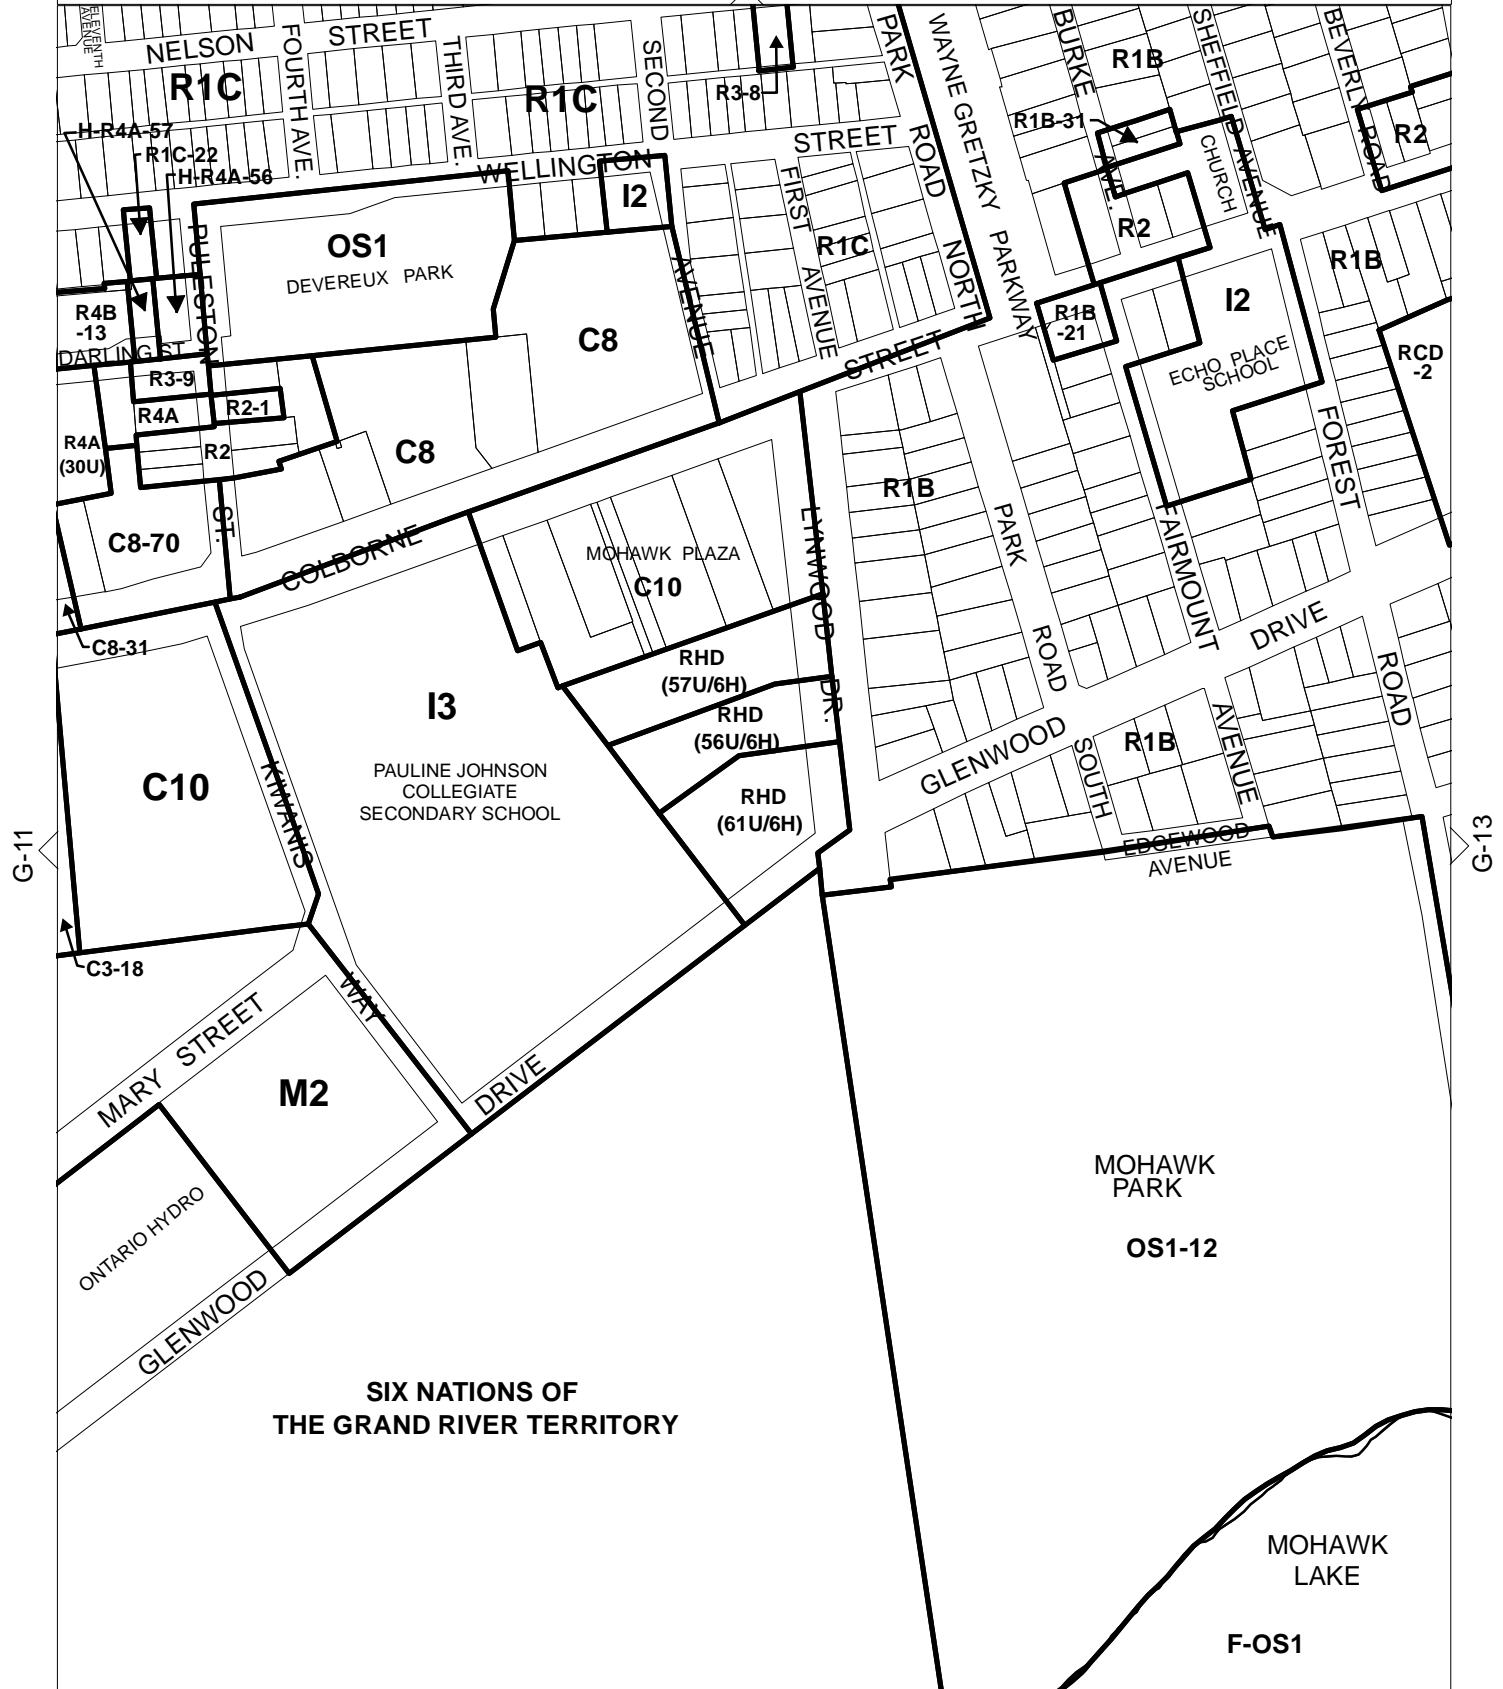 ELEVENTH
AVENUE
NELSON
STREET
FOURTH AVE.
THIRD AVE.
SECOND
AVENUE
R1C
R1C
R3-8
PARK
ROAD
NORTH
WAYNE GRETZKY PARKWAY
BURKE
AVE.
R1B
SHEFFIELD AVENUE
BEVERLY
ROAD
R2
R1B-31
CHURCH
H-R4A-57
R1C-22
H-R4A-56
WELLINGTON
STREET
I2
FIRST
AVENUE
R1C
R2
R1B
PULESTON
ST.
OS1
DEVEREUX PARK
R4B
-13
DARLING ST.
C8
R1B
-21
I2
ECHO PLACE
SCHOOL
RCD
-2
R3-9
R4A
R2-1
R4A
(30U)
R2
C8
STREET
COLBORNE
FOREST
ROAD
R1B
C8-70
MOHAWK PLAZA
C10
LYNWOOD
DR.
PARK
ROAD
SOUTH
FAIRMOUNT
AVENUE
DRIVE
C8-31
RHD
(57U/6H)
RHD
(56U/6H)
RHD
(61U/6H)
I3
PAULINE JOHNSON
COLLEGIATE
SECONDARY SCHOOL
C10
KIWANIS
WAY
GLENWOOD
R1B
EDGEWOOD
AVENUE
G-11
G-13
C3-18
MARY STREET
M2
DRIVE
MOHAWK
PARK
OS1-12
ONTARIO HYDRO
GLENWOOD
SIX NATIONS OF
THE GRAND RIVER TERRITORY
MOHAWK
LAKE
F-OS1